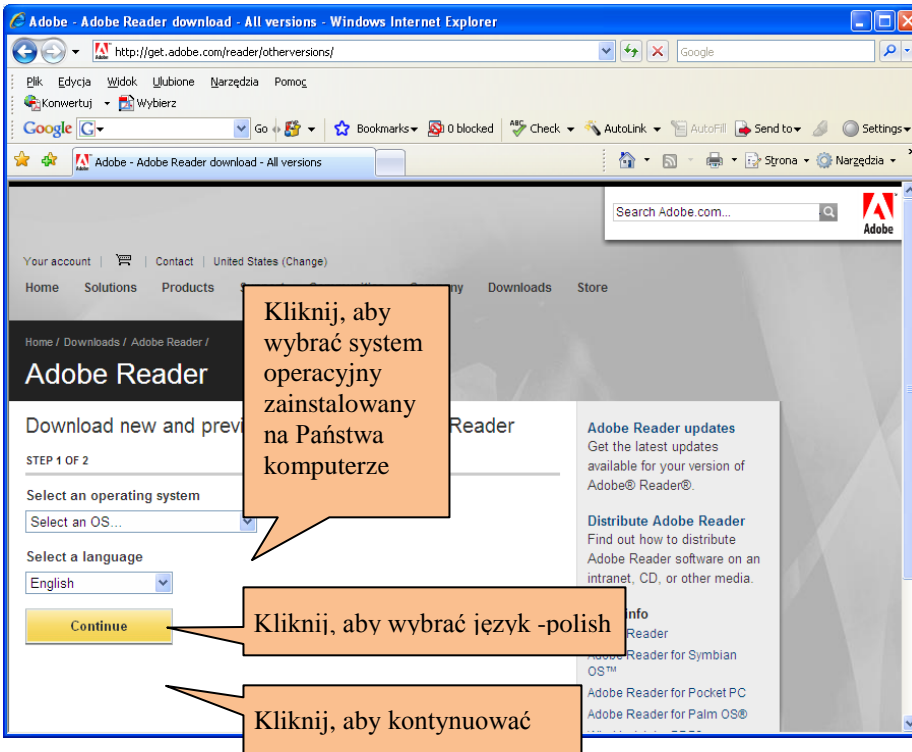 Adobe - Adobe Reader download - All versions - Windows Internet Explorer
http://get.adobe.com/reader/otherversions/
Google
Plik Edycja Widok Ulubione Narzędzia Pomoc
Konwertuj Wybierz
Google G Go Bookmarks 0 blocked ABC Check AutoLink AutoFill Send to Settings
Adobe - Adobe Reader download - All versions
Strona Narzędzia »
Search Adobe.com...
Adobe
Your account | | Contact | United States (Change)
Home Solutions Products Downloads Store
Home / Downloads / Adobe Reader /
Adobe Reader
Kliknij, aby
wybrać system
operacyjny
zainstalowany
na Państwa
komputerze
Download new and previ Reader
STEP 1 OF 2
Select an operating system
Select an OS...
Select a language
English
Continue
Kliknij, aby wybrać język -polish
Kliknij, aby kontynuować
Adobe Reader updates
Get the latest updates
available for your version of
Adobe® Reader®.
Distribute Adobe Reader
Find out how to distribute
Adobe Reader software on an
intranet, CD, or other media.
info
Reader
Adobe Reader for Symbian
OS™
Adobe Reader for Pocket PC
Adobe Reader for Palm OS®